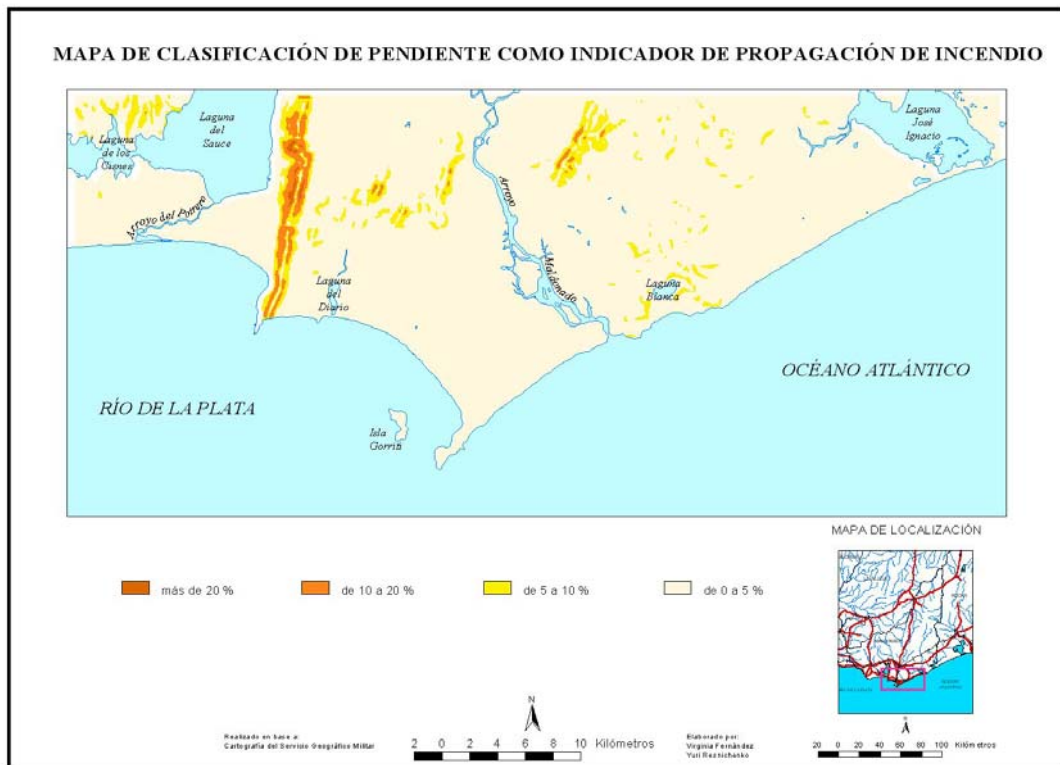 MAPA DE CLASIFICACIÓN DE PENDIENTE COMO INDICADOR DE PROPAGACIÓN DE INCENDIO
Laguna
del
Sauce
Laguna
de los
Cisnes
Arroyo del Potrero
Laguna
José
Ignacio
Arroyo
Maldonado
Laguna
del
Diario
Laguna
Blanca
OCÉANO ATLÁNTICO
RÍO DE LA PLATA
Isla
Gorriti
MAPA DE LOCALIZACIÓN
más de 20 %
de 10 a 20 %
de 5 a 10 %
de 0 a 5 %
N
Realizado en base a:
Cartografía del Servicio Geográfico Militar
2 0 2 4 6 8 10 Kilómetros
Elaborado por:
Virginia Fernández
Yuri Resnichenko
20 0 20 40 60 80 100 Kilómetros